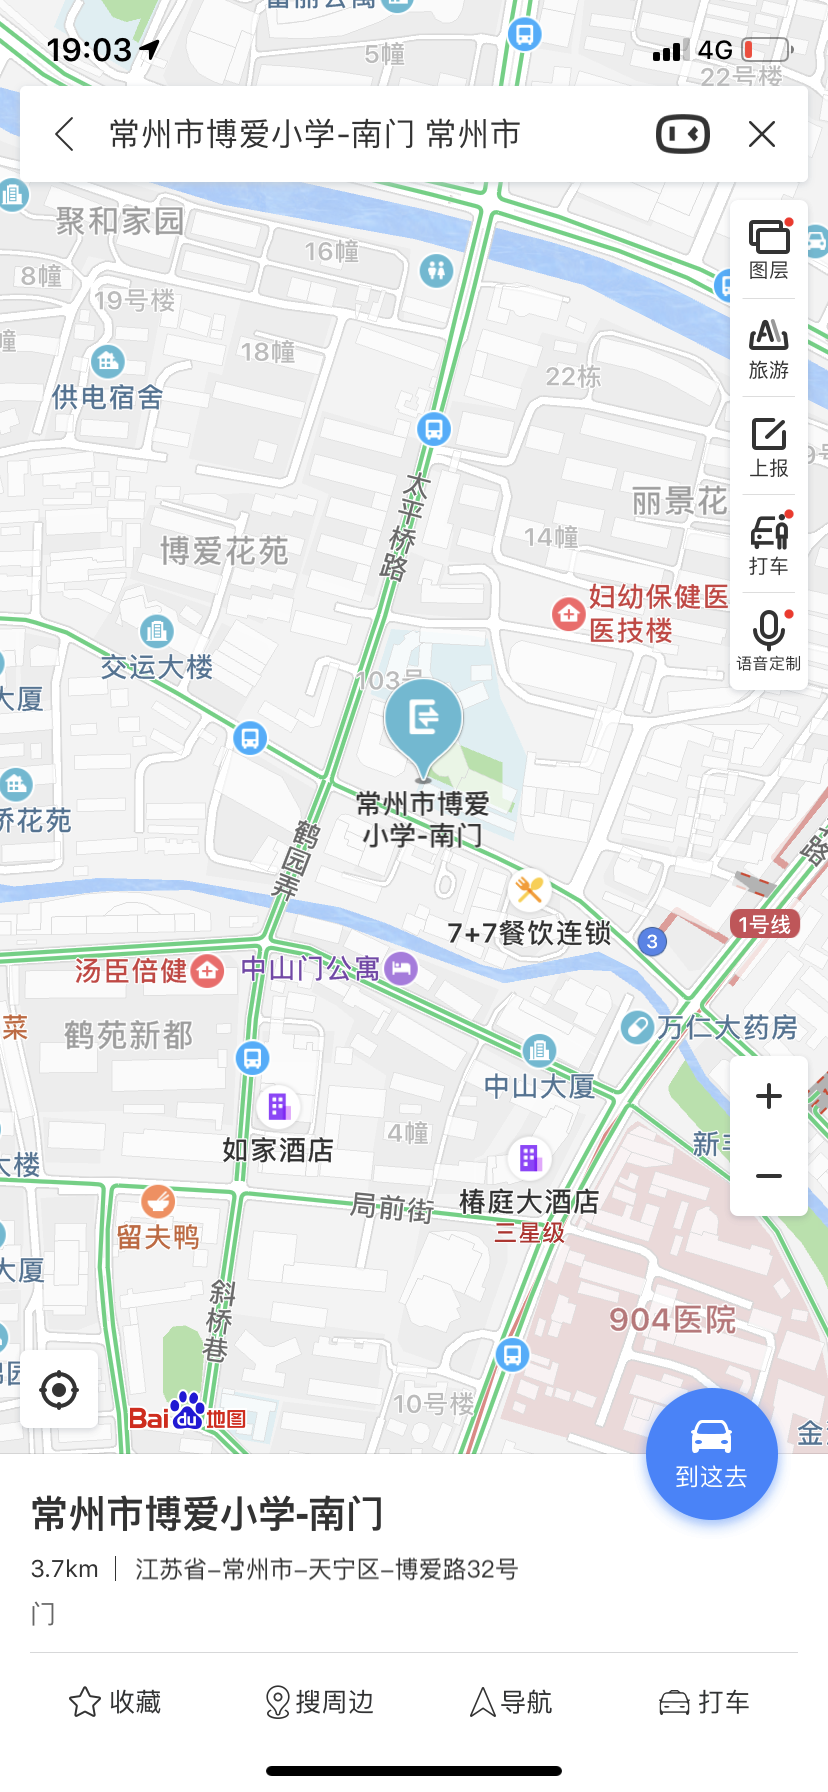 19:03
4G
5幢
22号楼
常州市博爱小学-南门 常州市
聚和家园
16幢
8幢
19号楼
图层
18幢
供电宿舍
22栋
旅游
太平桥路
上报
丽景花
博爱花苑
14幢
打车
妇幼保健医
医技楼
交运大楼
语音定制
103号
大厦
常州市博爱
小学-南门
桥花苑
鹤园弄
路
7+7餐饮连锁
3
1号线
汤臣倍健
中山门公寓
菜
鹤苑新都
万仁大药房
中山大厦
4幢
新丰
如家酒店
大楼
局前街
椿庭大酒店
三星级
留夫鸭
大厦
斜桥巷
904医院
10号楼
Bai du 地图
金
到这去
常州市博爱小学-南门
3.7km
江苏省-常州市-天宁区-博爱路32号
门
收藏
搜周边
导航
打车